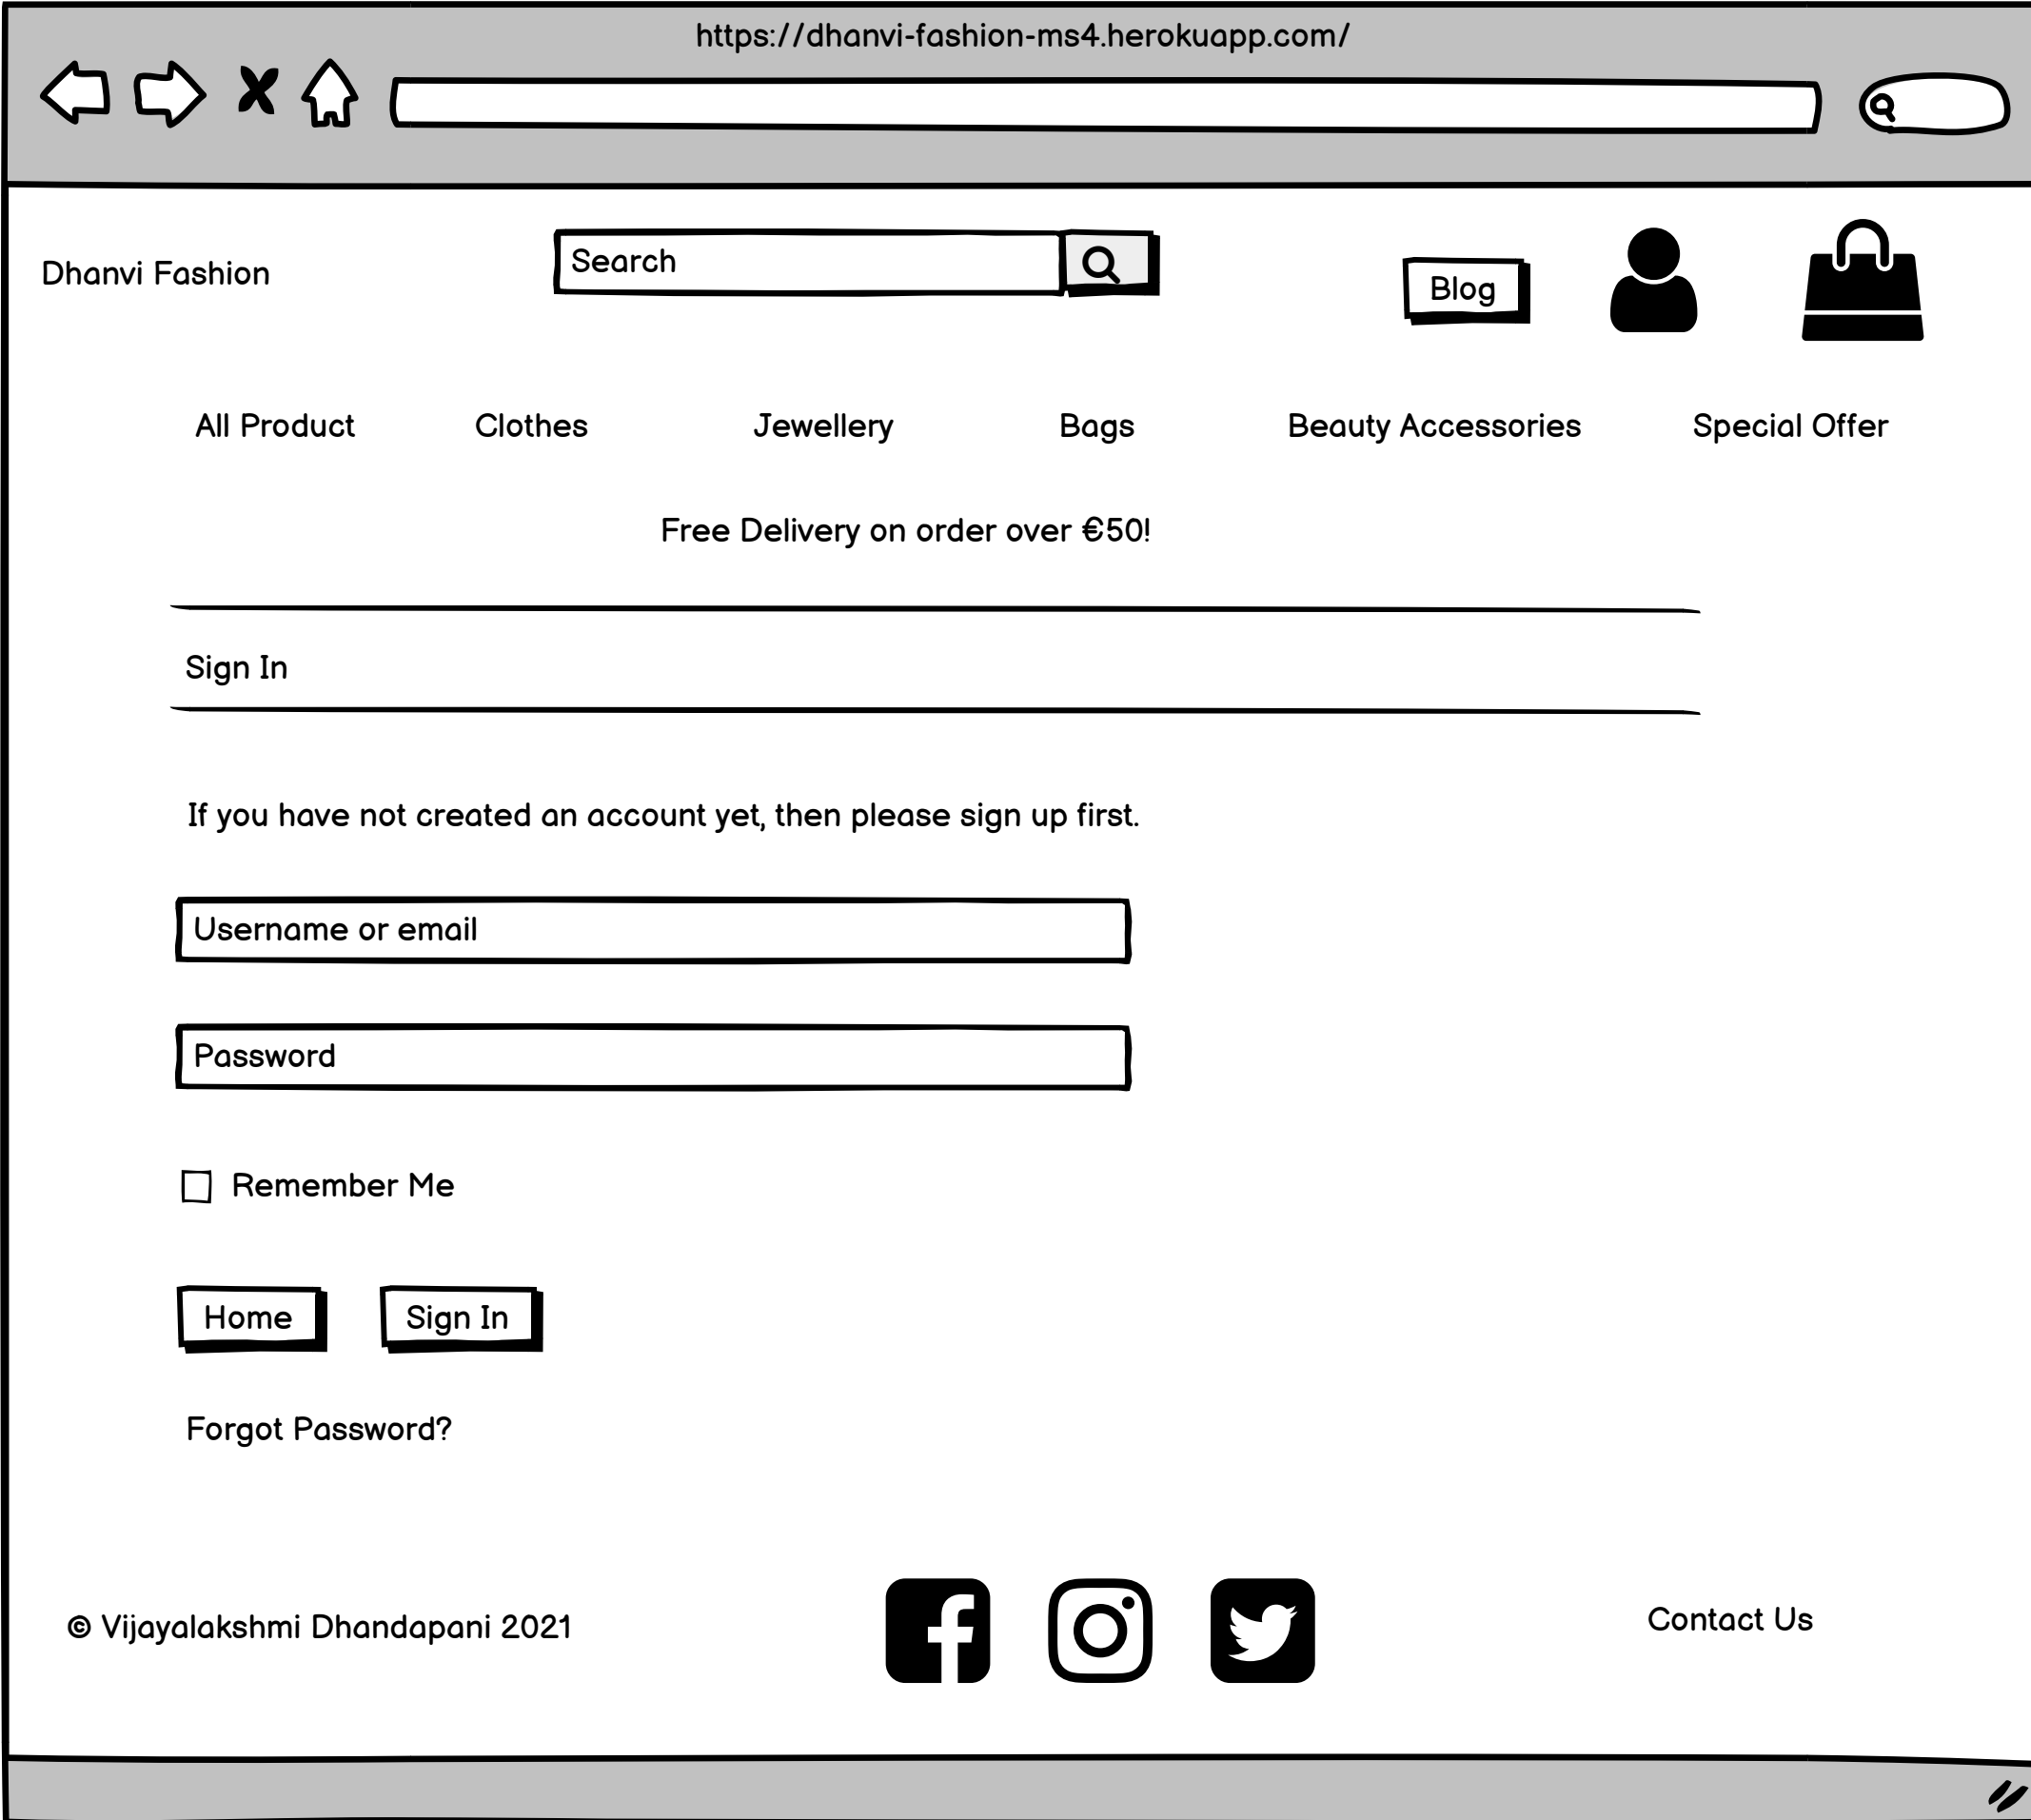 https://dhanvi-fashion-ms4.herokuapp.com/
Dhanvi Fashion
Search
Blog
All Product Clothes Jewellery Bags Beauty Accessories Special Offer
Free Delivery on order over €50!
Sign In
If you have not created an account yet, then please sign up first.
Username or email
Password
Remember Me
Home Sign In
Forgot Password?
© Vijayalakshmi Dhandapani 2021
Contact Us